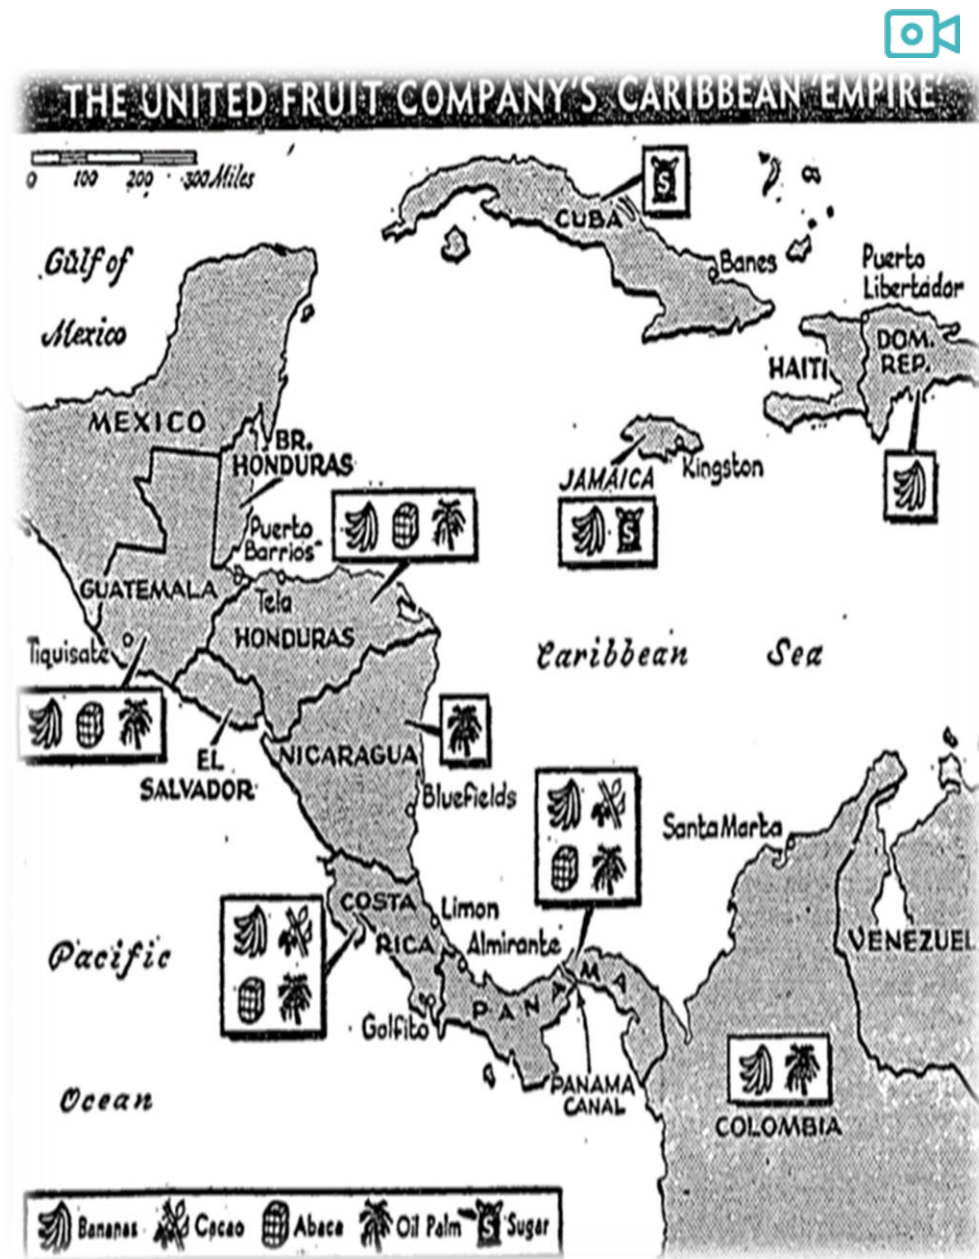 THE UNITED FRUIT COMPANY'S CARIBBEAN 'EMPIRE'
0 100 200 300 Miles
S
CUBA
Gulf of
Mexico
Banes
Puerto
Libertador
DOM.
REP.
HAITI
MEXICO
BR.
HONDURAS
JAMAICA
Kingston
S
Puerto
Barrios
GUATEMALA
Tela
HONDURAS
Tiquisate
Caribbean Sea
NICARAGUA
EL
SALVADOR
Bluefields
Santa Marta
COSTA
RICA
Limon
Almirante
VENEZUEL
Pacific
Ocean
PANAMA
Golfito
PANAMA
CANAL
COLOMBIA
Bananas Cacao Abaca Oil Palm S Sugar